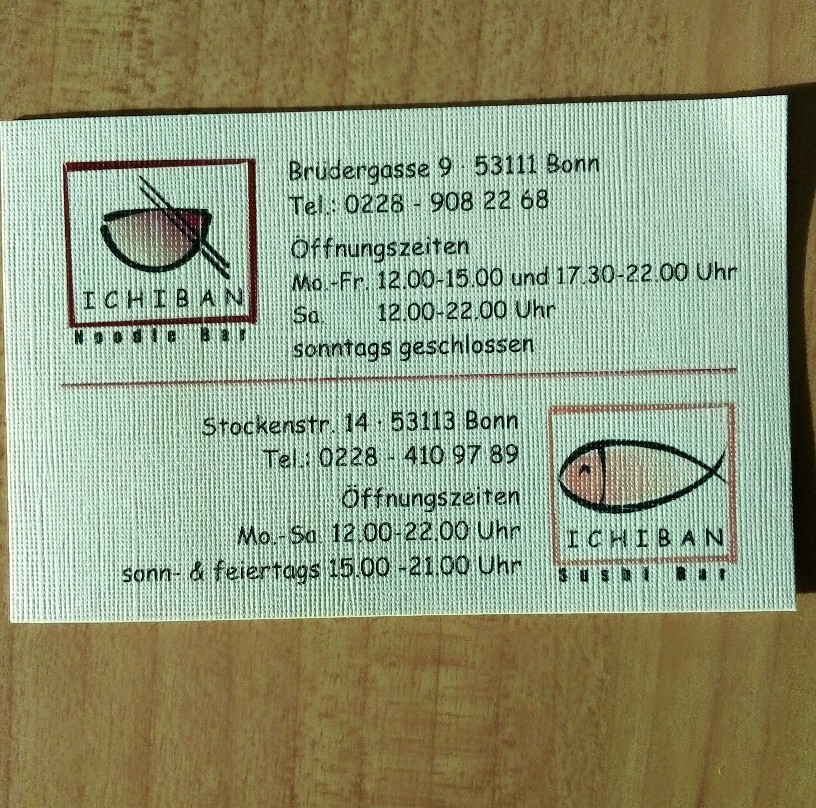 Brüdergasse 9 · 53111 Bonn
Tel.: 0228 - 908 22 68
Öffnungszeiten
Mo.-Fr. 12.00-15.00 und 17.30-22.00 Uhr
Sa. 12.00-22.00 Uhr
sonntags geschlossen
ICHIBAN
Noodle Bar
Stockenstr. 14 · 53113 Bonn
Tel.: 0228 - 410 97 89
Öffnungszeiten
Mo.-Sa. 12.00-22.00 Uhr
sonn- & feiertags 15.00 -21.00 Uhr
ICHIBAN
Sushi Bar